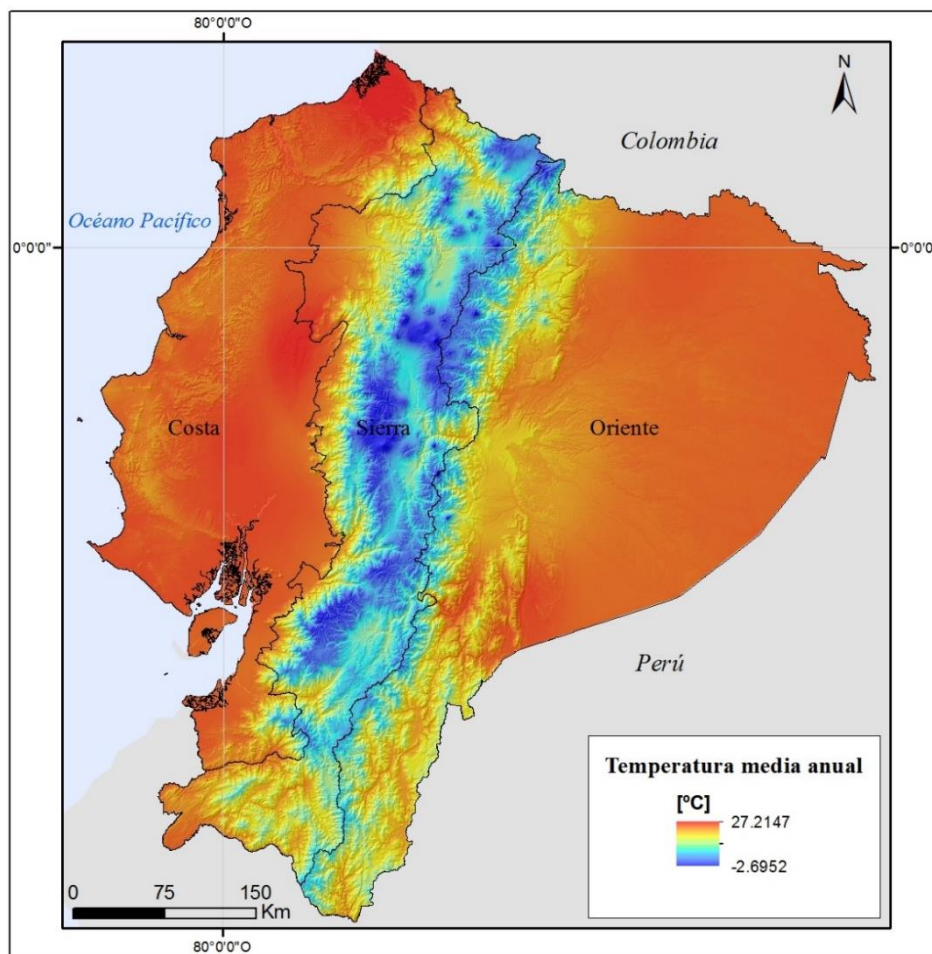 80°0'0"O
N
Colombia
Océano Pacífico
0°0'0"
0°0'0
Costa
Sierra
Oriente
Perú
Temperatura media anual
[ºC]
27.2147
-2.6952
0 75 150
Km
80°0'0"O